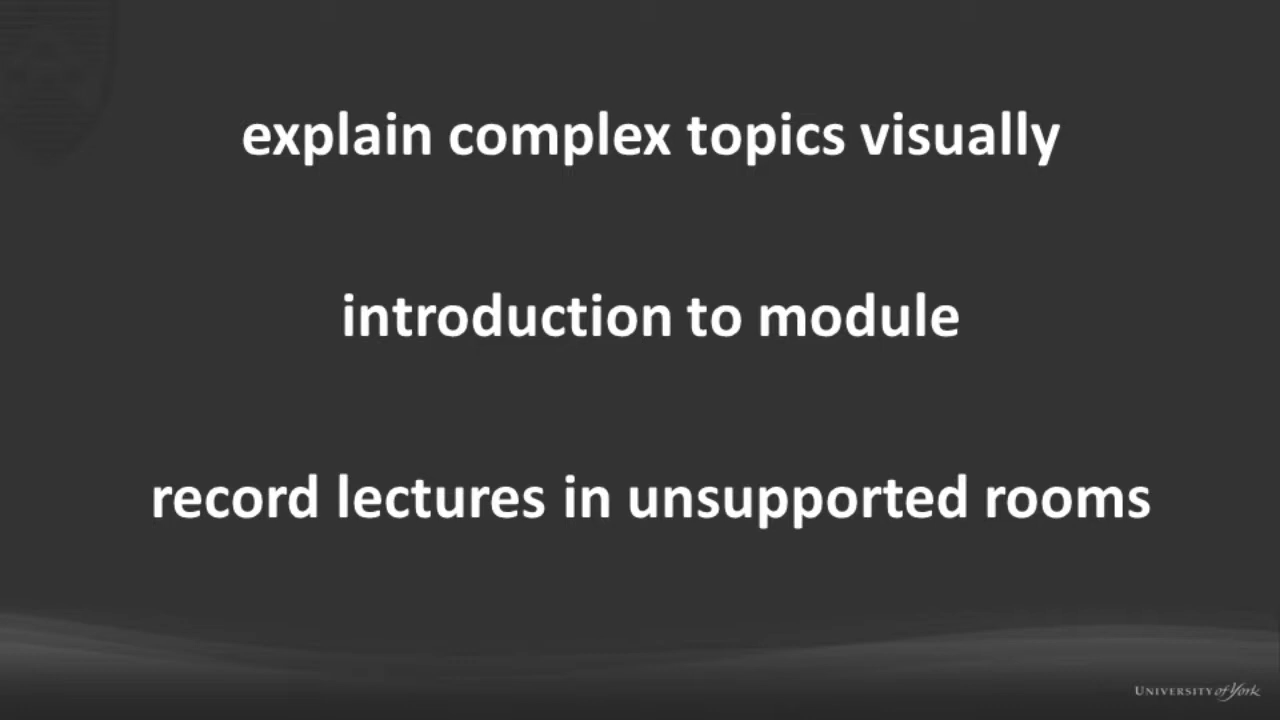 explain complex topics visually
introduction to module
record lectures in unsupported rooms
UNIVERSITY of York